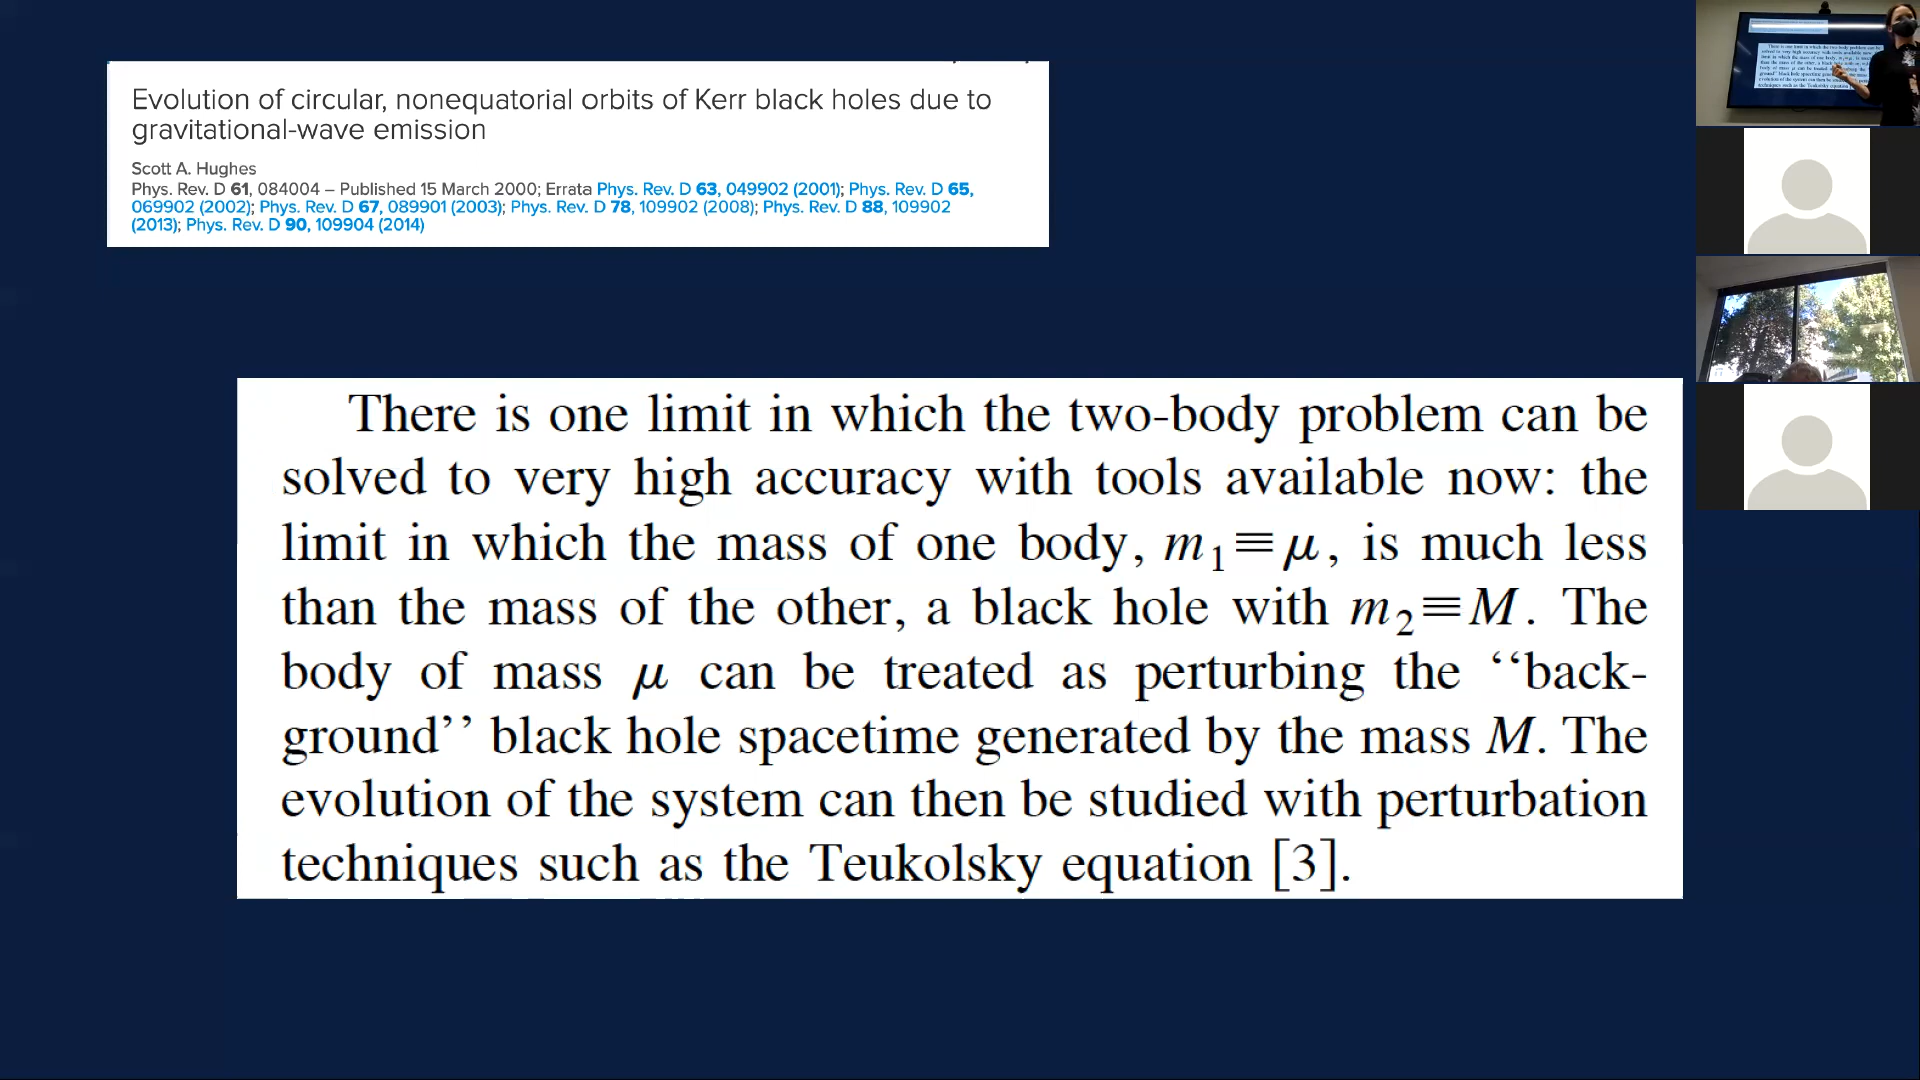 Evolution of circular, nonequatorial orbits of Kerr black holes due to
gravitational-wave emission
Scott A. Hughes
Phys. Rev. D 61, 084004 – Published 15 March 2000; Errata Phys. Rev. D 63, 049902 (2001); Phys. Rev. D 65,
069902 (2002); Phys. Rev. D 67, 089901 (2003); Phys. Rev. D 78, 109902 (2008); Phys. Rev. D 88, 109902
(2013); Phys. Rev. D 90, 109904 (2014)
There is one limit in which the two-body problem can be
solved to very high accuracy with tools available now: the
limit in which the mass of one body, m₁≡μ, is much less
than the mass of the other, a black hole with m₂≡M. The
body of mass μ can be treated as perturbing the ‘‘back-
ground’’ black hole spacetime generated by the mass M. The
evolution of the system can then be studied with perturbation
techniques such as the Teukolsky equation [3].